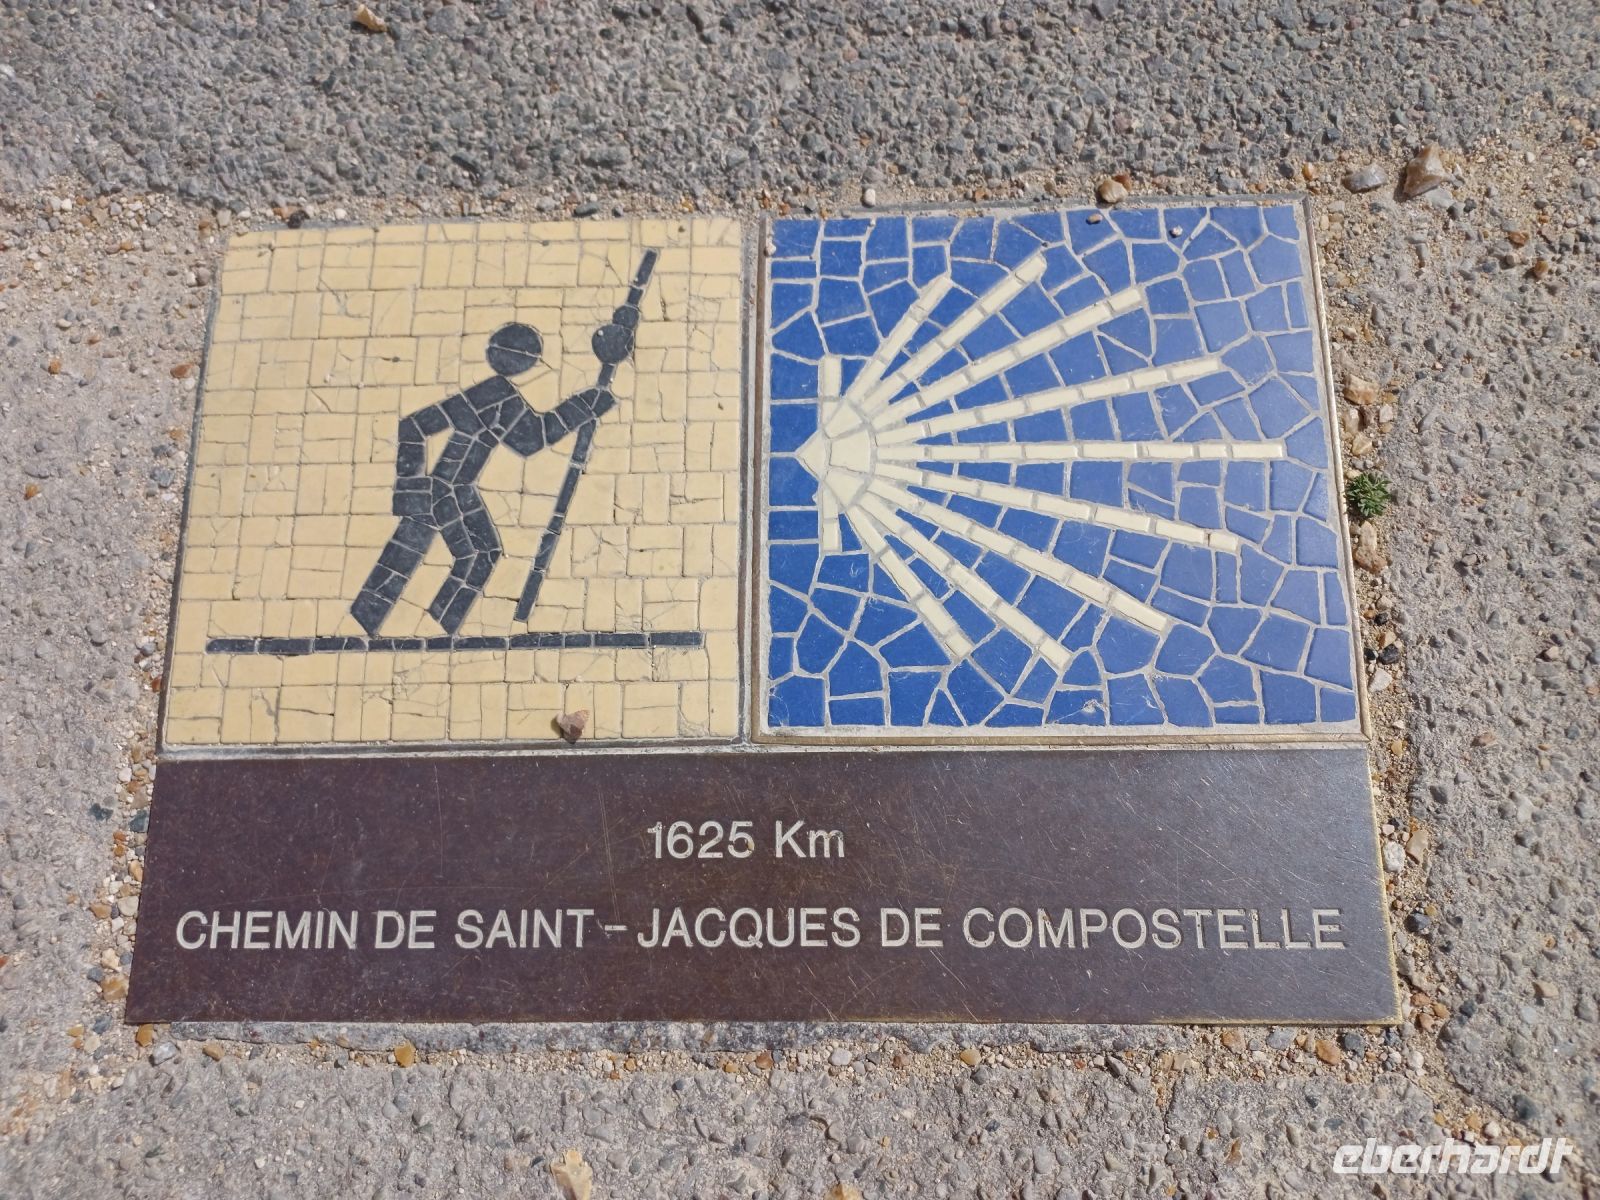 1625 Km
CHEMIN DE SAINT-JACQUES DE COMPOSTELLE
eberhardt